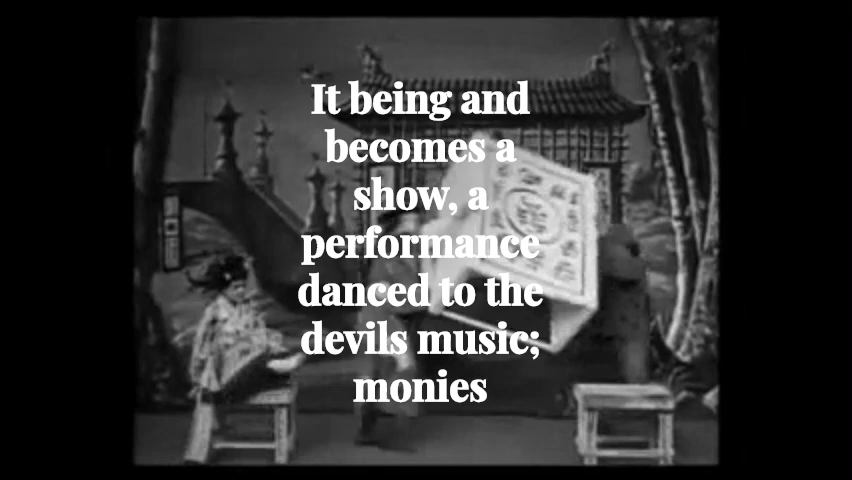 It being and
becomes a
show, a
performance
danced to the
devils music;
monies